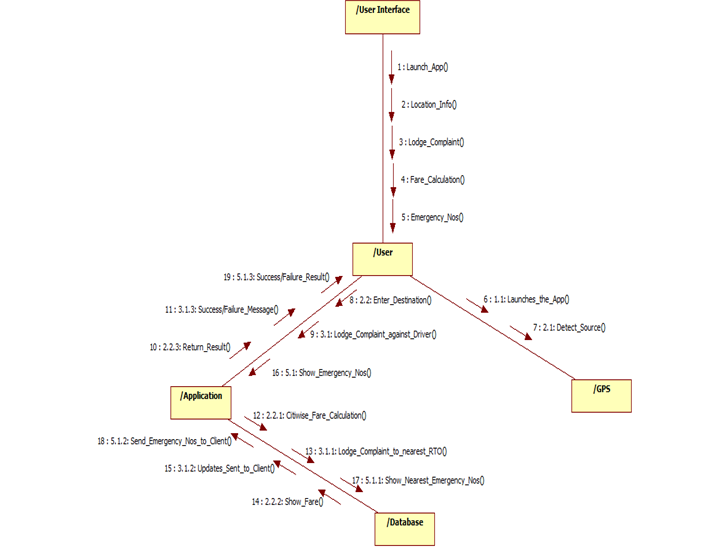 /User Interface
1 : Launch_App()
2 : Location_Info()
3 : Lodge_Complaint()
4 : Fare_Calculation()
5 : Emergency_Nos()
/User
19 : 5.1.3: Success/Failure_Result()
8 : 2.2: Enter_Destination()
6 : 1.1: Launches_the_App()
11 : 3.1.3: Success/Failure_Message()
7 : 2.1: Detect_Source()
9 : 3.1: Lodge_Complaint_against_Driver()
10 : 2.2.3: Return_Result()
16 : 5.1: Show_Emergency_Nos()
/GPS
/Application
12 : 2.2.1: Citiwise_Fare_Calculation()
18 : 5.1.2: Send_Emergency_Nos_to_Client()
13 : 3.1.1: Lodge_Complaint_to_nearest_RTO()
15 : 3.1.2: Updates_Sent_to_Client()
17 : 5.1.1: Show_Nearest_Emergency_Nos()
14 : 2.2.2: Show_Fare()
/Database